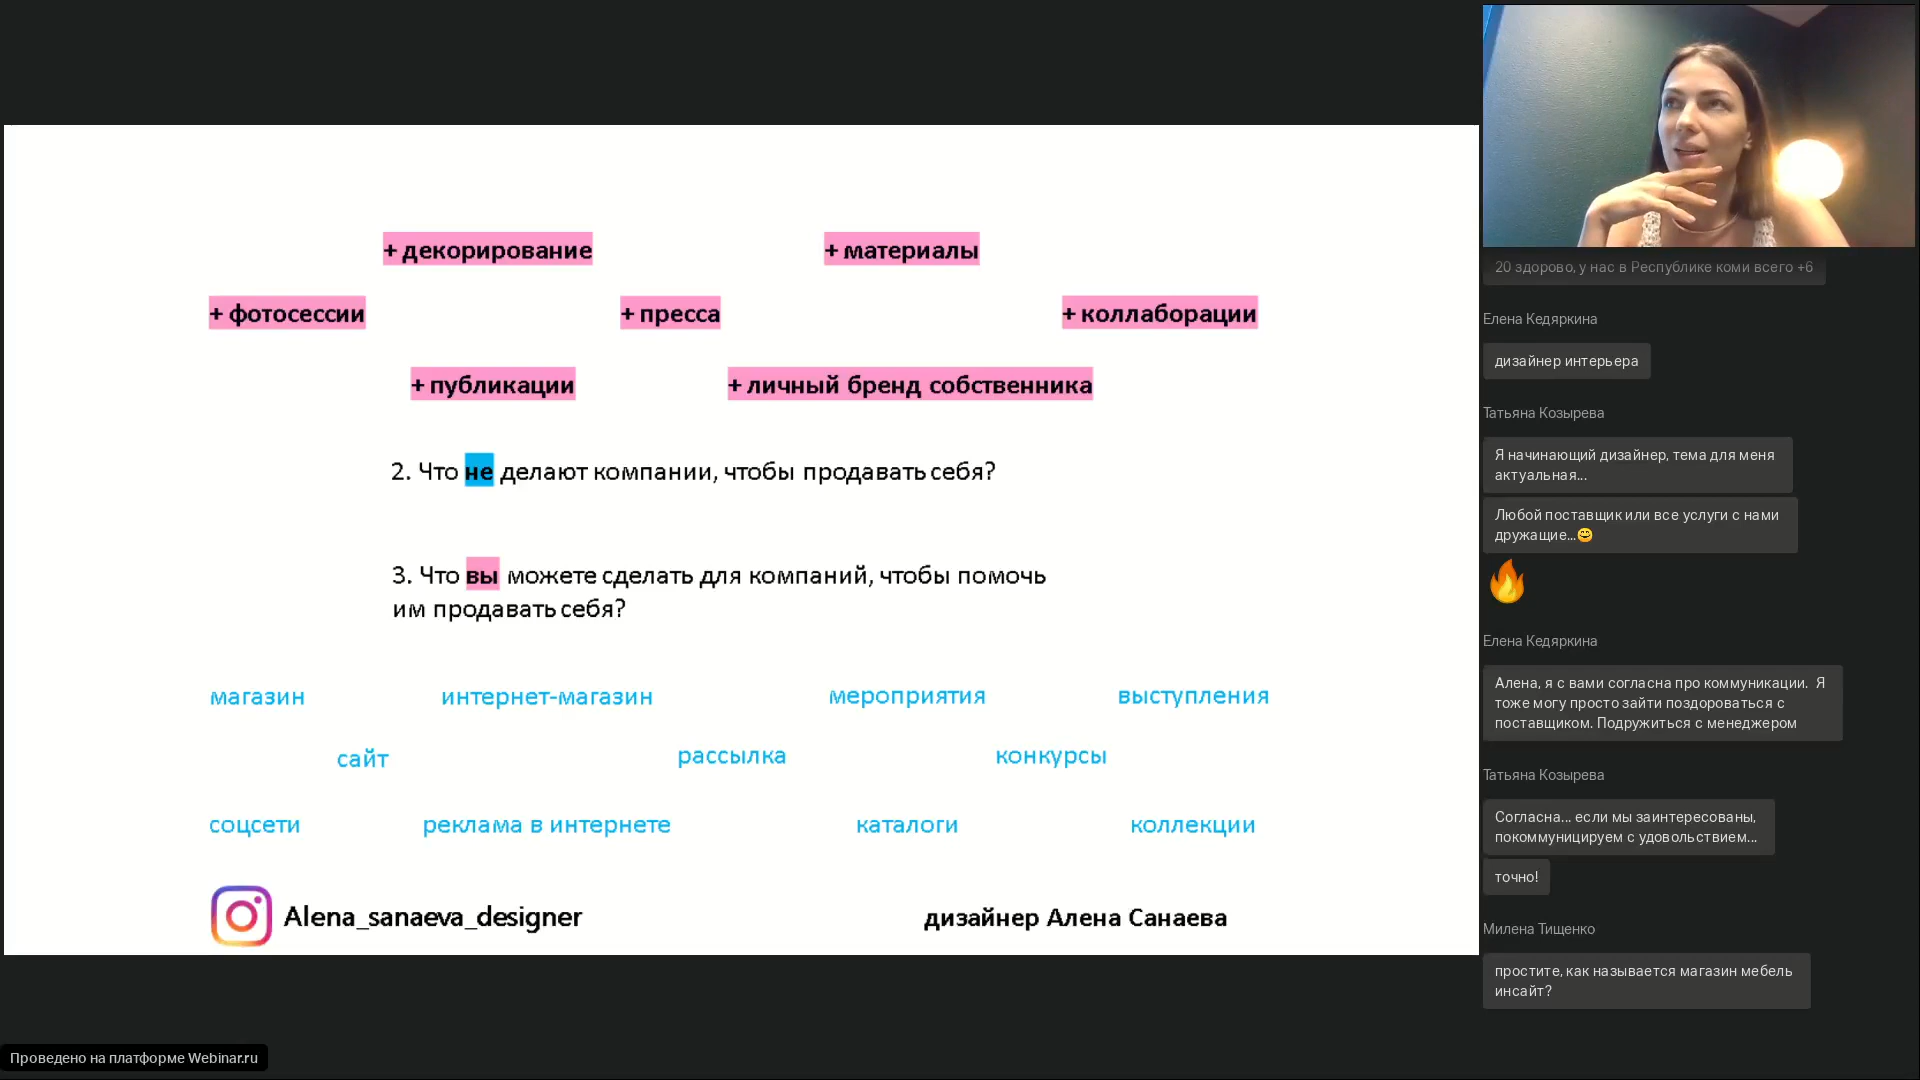 + декорирование
+ материалы
+ фотосессии
+ пресса
+ коллаборации
+ публикации
+ личный бренд собственника
2. Что не делают компании, чтобы продавать себя?
3. Что вы можете сделать для компаний, чтобы помочь
им продавать себя?
магазин
интернет-магазин
мероприятия
выступления
сайт
рассылка
конкурсы
соцсети
реклама в интернете
каталоги
коллекции
Alena_sanaeva_designer
дизайнер Алена Санаева
20 здорово, у нас в Республике коми всего +6
Елена Кедяркина
дизайнер интерьера
Татьяна Козырева
Я начинающий дизайнер, тема для меня
актуальная...
Любой поставщик или все услуги с нами
дружащие...😄
🔥
Елена Кедяркина
Алена, я с вами согласна про коммуникации. Я
тоже могу просто зайти поздороваться с
поставщиком. Подружиться с менеджером
Татьяна Козырева
Согласна... если мы заинтересованы,
покоммуницируем с удовольствием...
точно!
Милена Тищенко
простите, как называется магазин мебель
инсайт?
Проведено на платформе Webinar.ru